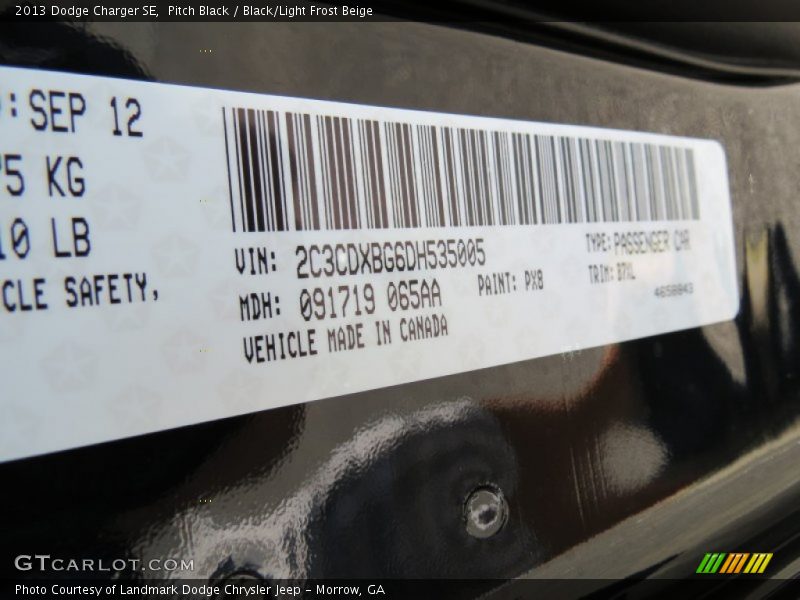 2013 Dodge Charger SE,  Pitch Black / Black/Light Frost Beige
:SEP 12
75 KG
10 LB
CLE SAFETY,
VIN: 2C3CDXBG6DH535005
TYPE: PASSENGER CAR
MDH: 091719 065AA
PAINT: PX8
TRIM:
VEHICLE MADE IN CANADA
GTCARLOT.COM
Photo Courtesy of Landmark Dodge Chrysler Jeep - Morrow, GA